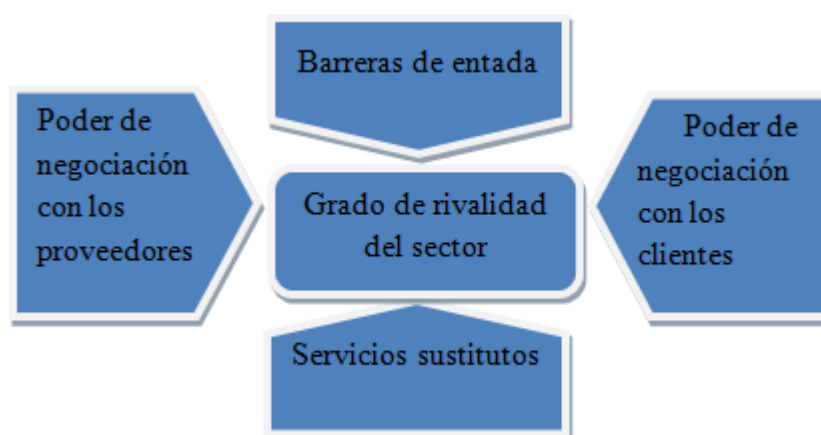 Barreras de entada
Poder de
negociación
con los
proveedores
Grado de rivalidad
del sector
Poder de
negociación
con los
clientes
Servicios sustitutos